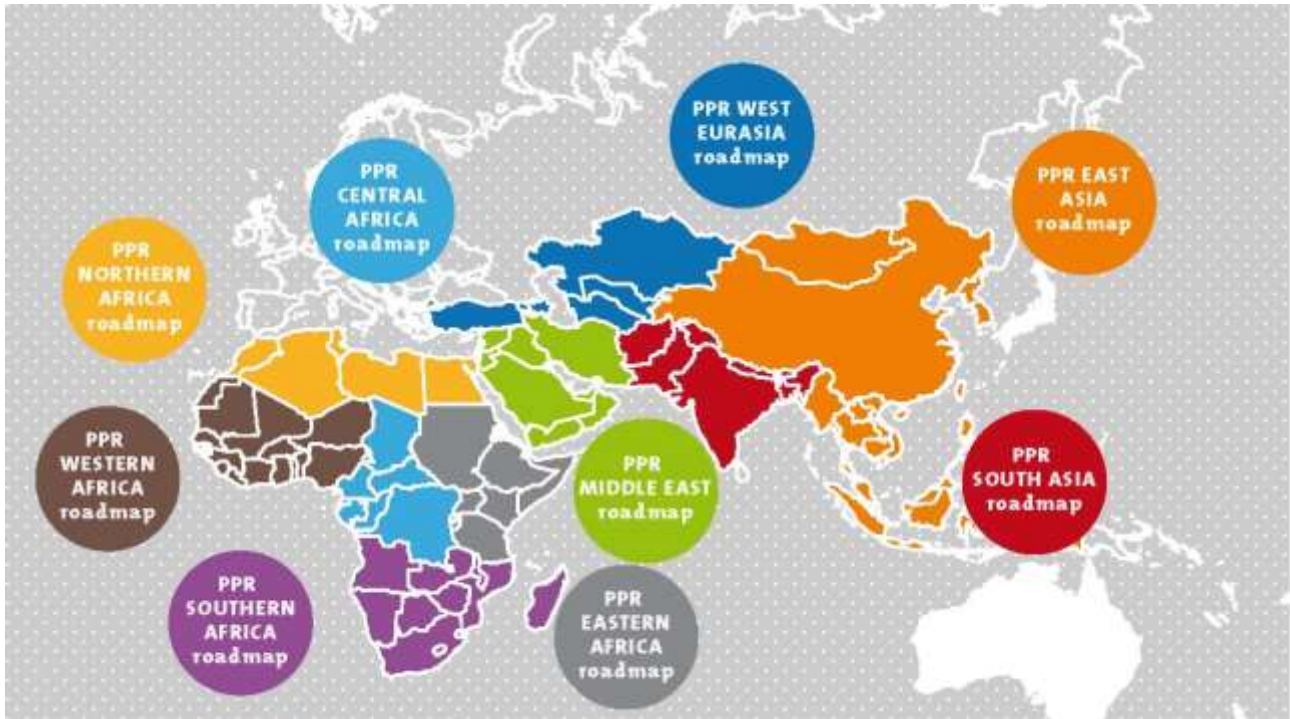 PPR WEST
EURASIA
roadmap
PPR
CENTRAL
AFRICA
roadmap
PPR EAST
ASIA
roadmap
PPR
NORTHERN
AFRICA
roadmap
PPR
WESTERN
AFRICA
roadmap
PPR
MIDDLE EAST
roadmap
PPR
SOUTH ASIA
roadmap
PPR
SOUTHERN
AFRICA
roadmap
PPR
EASTERN
AFRICA
roadmap